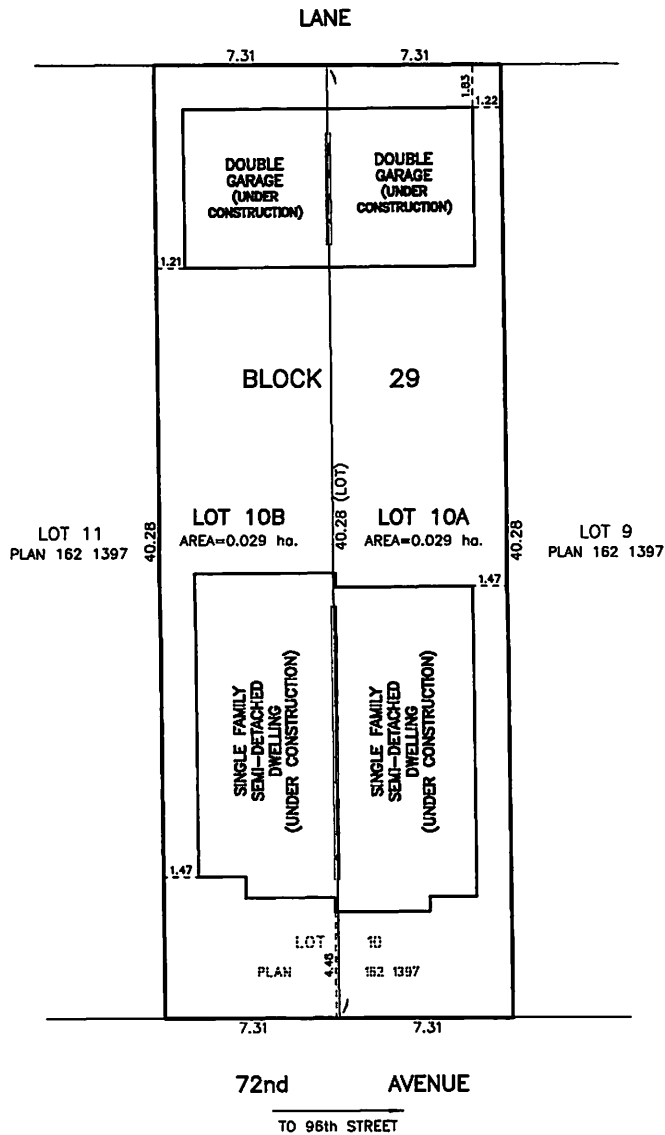 LANE
7.31
7.31
1.83
1.22
DOUBLE
GARAGE
(UNDER
CONSTRUCTION)
DOUBLE
GARAGE
(UNDER
CONSTRUCTION)
1.21
BLOCK 29
LOT 11
PLAN 162 1397
40.28
LOT 10B
AREA=0.029 ha.
40.28 (LOT)
LOT 10A
AREA=0.029 ha.
40.28
LOT 9
PLAN 162 1397
1.47
SINGLE FAMILY
SEMI-DETACHED
DWELLING
(UNDER CONSTRUCTION)
SINGLE FAMILY
SEMI-DETACHED
DWELLING
(UNDER CONSTRUCTION)
1.47
LOT 10
PLAN 162 1397
4.48
7.31
7.31
72nd AVENUE
TO 96th STREET